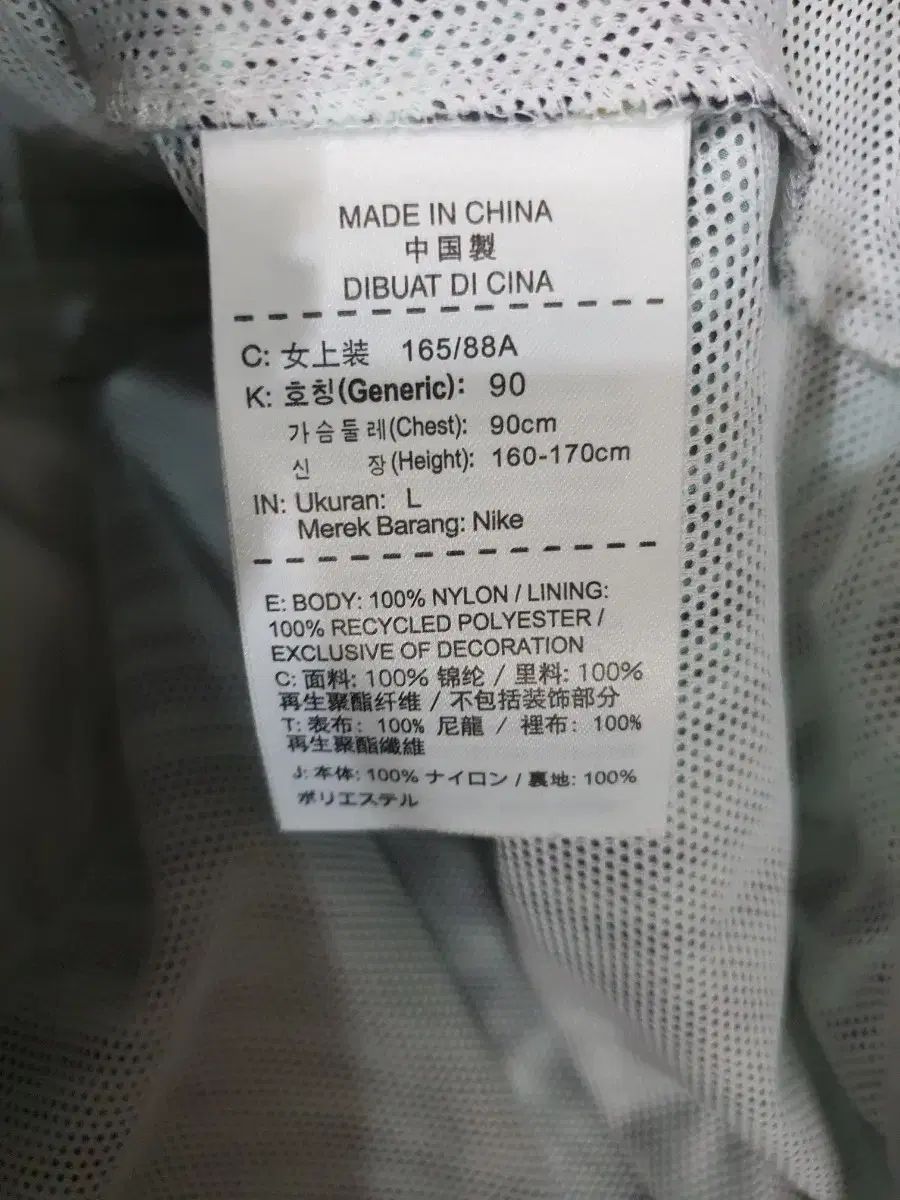 MADE IN CHINA
中国製
DIBUAT DI CINA
C: 女上装 165/88A
K: 호칭(Generic): 90
가슴둘레(Chest): 90cm
신 장(Height): 160-170cm
IN: Ukuran: L
Merek Barang: Nike
E: BODY: 100% NYLON / LINING:
100% RECYCLED POLYESTER /
EXCLUSIVE OF DECORATION
C: 面料: 100% 锦纶 / 里料: 100%
再生聚酯纤维 / 不包括装饰部分
T: 表布: 100% 尼龍 / 裡布: 100%
再生聚酯纖維
J: 本体: 100% ナイロン / 裏地: 100%
ポリエステル